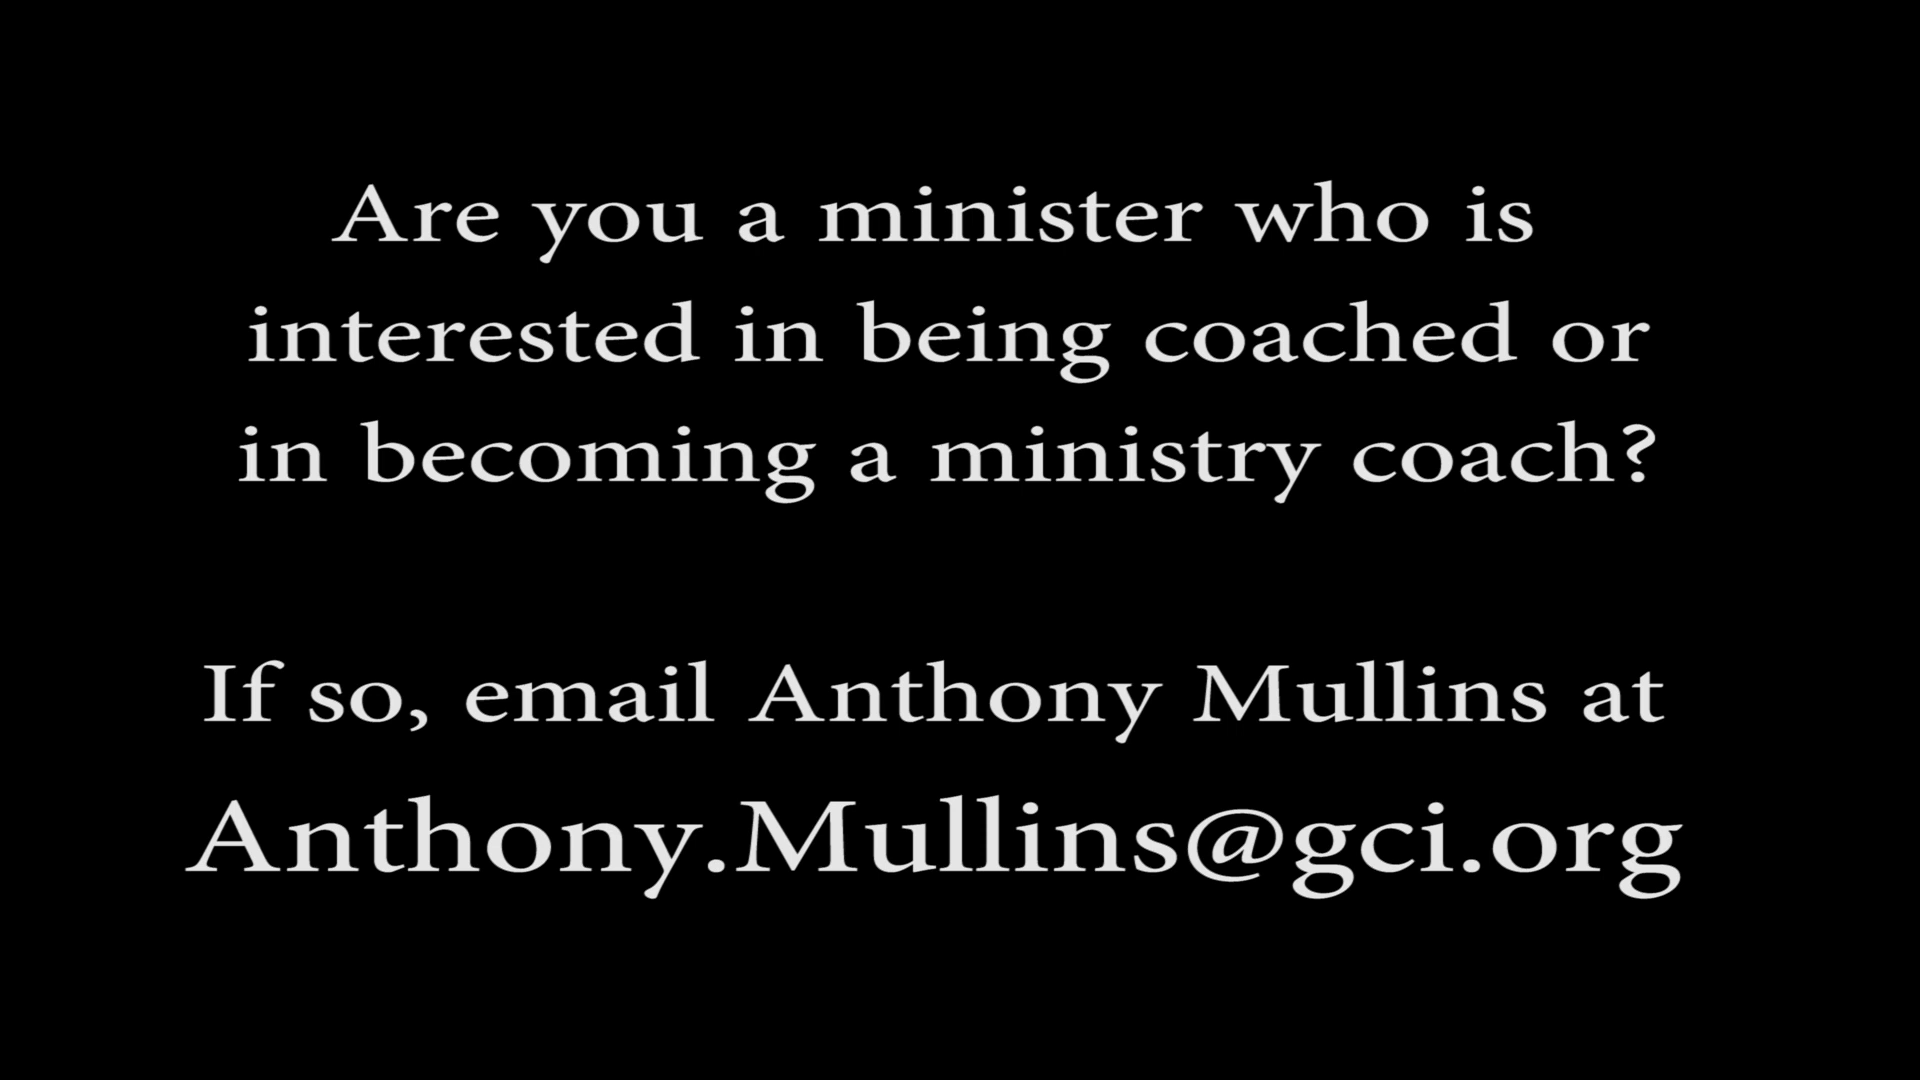 Are you a minister who is
interested in being coached or
in becoming a ministry coach?
If so, email Anthony Mullins at
Anthony.Mullins@gci.org